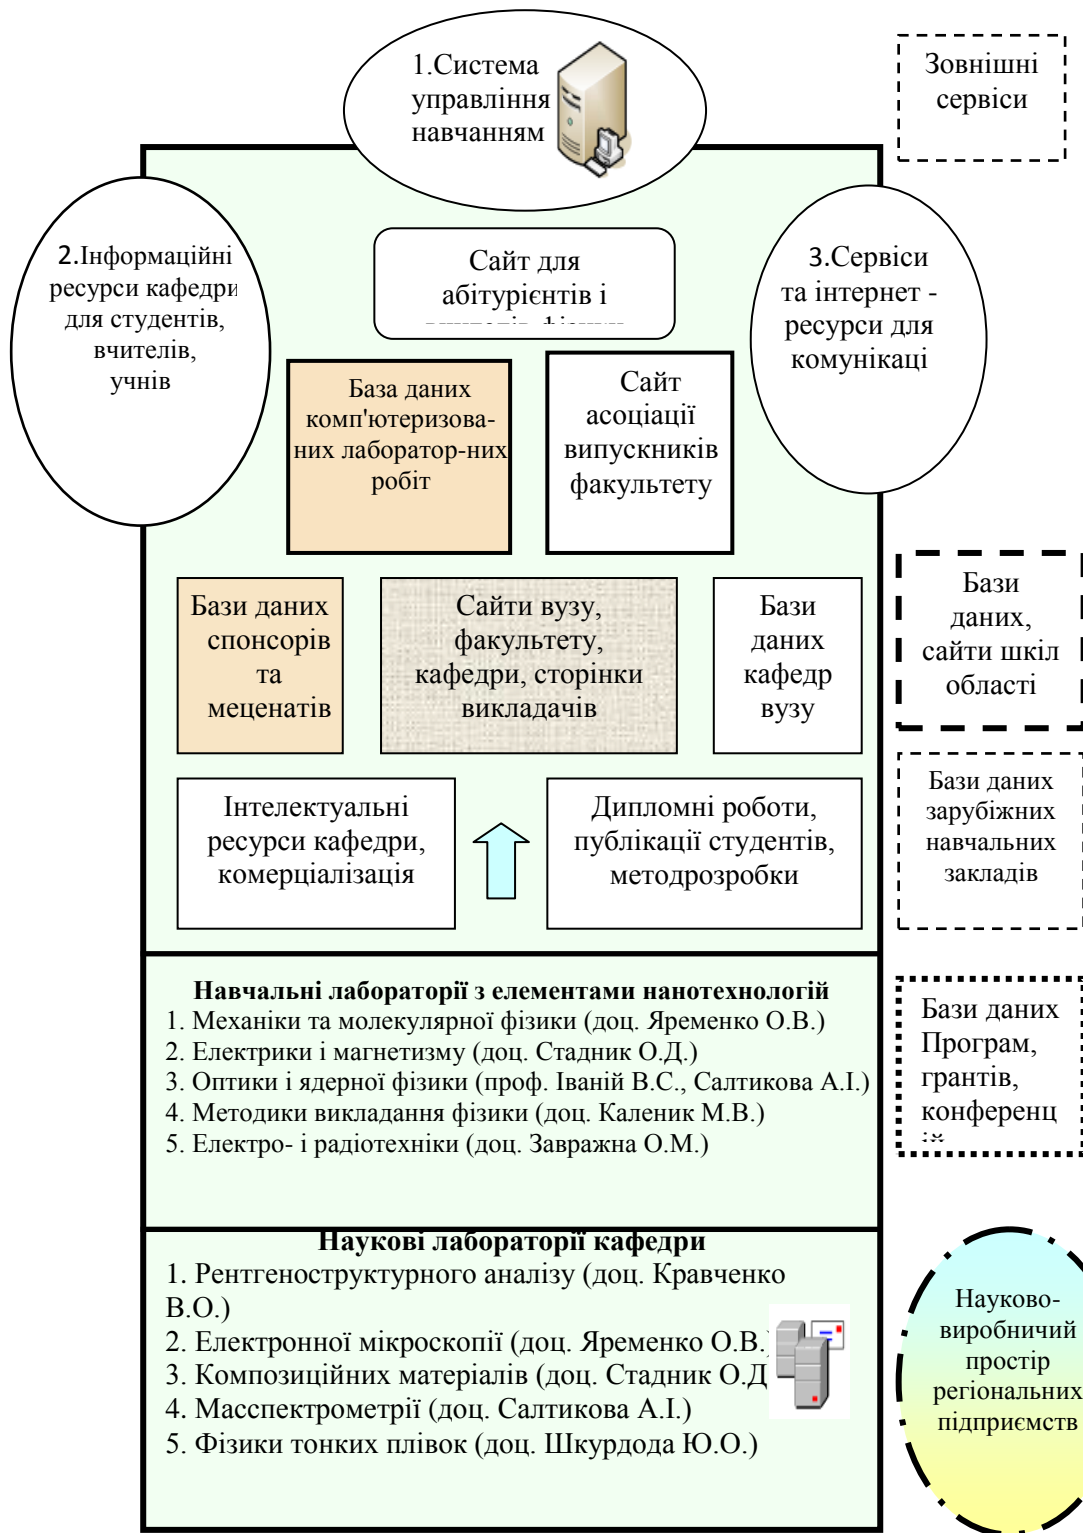 1.Система
управління
навчанням
Зовнішні
сервіси
2.Інформаційні
ресурси кафедри
для студентів,
вчителів,
учнів
Сайт для
абітурієнтів і
3.Сервіси
та інтернет -
ресурси для
комунікаці
База даних
комп'ютеризова-
них лаборатор-них
робіт
Сайт
асоціації
випускників
факультету
Бази даних
спонсорів
та
меценатів
Сайти вузу,
факультету,
кафедри, сторінки
викладачів
Бази
даних
кафедр
вузу
Бази
даних,
сайти шкіл
області
Інтелектуальні
ресурси кафедри,
комерціалізація
Дипломні роботи,
публікації студентів,
методрозробки
Бази даних
зарубіжних
навчальних
закладів
Навчальні лабораторії з елементами нанотехнологій
1. Механіки та молекулярної фізики (доц. Яременко О.В.)
2. Електрики і магнетизму (доц. Стадник О.Д.)
3. Оптики і ядерної фізики (проф. Іваній В.С., Салтикова А.І.)
4. Методики викладання фізики (доц. Каленик М.В.)
5. Електро- і радіотехніки (доц. Завражна О.М.)
Бази даних
Програм,
грантів,
конференц
Наукові лабораторії кафедри
1. Рентгеноструктурного аналізу (доц. Кравченко
В.О.)
2. Електронної мікроскопії (доц. Яременко О.В.)
3. Композиційних матеріалів (доц. Стадник О.Д
4. Масспектрометрії (доц. Салтикова А.І.)
5. Фізики тонких плівок (доц. Шкурдода Ю.О.)
Науково-
виробничий
простір
регіональних
підприємств